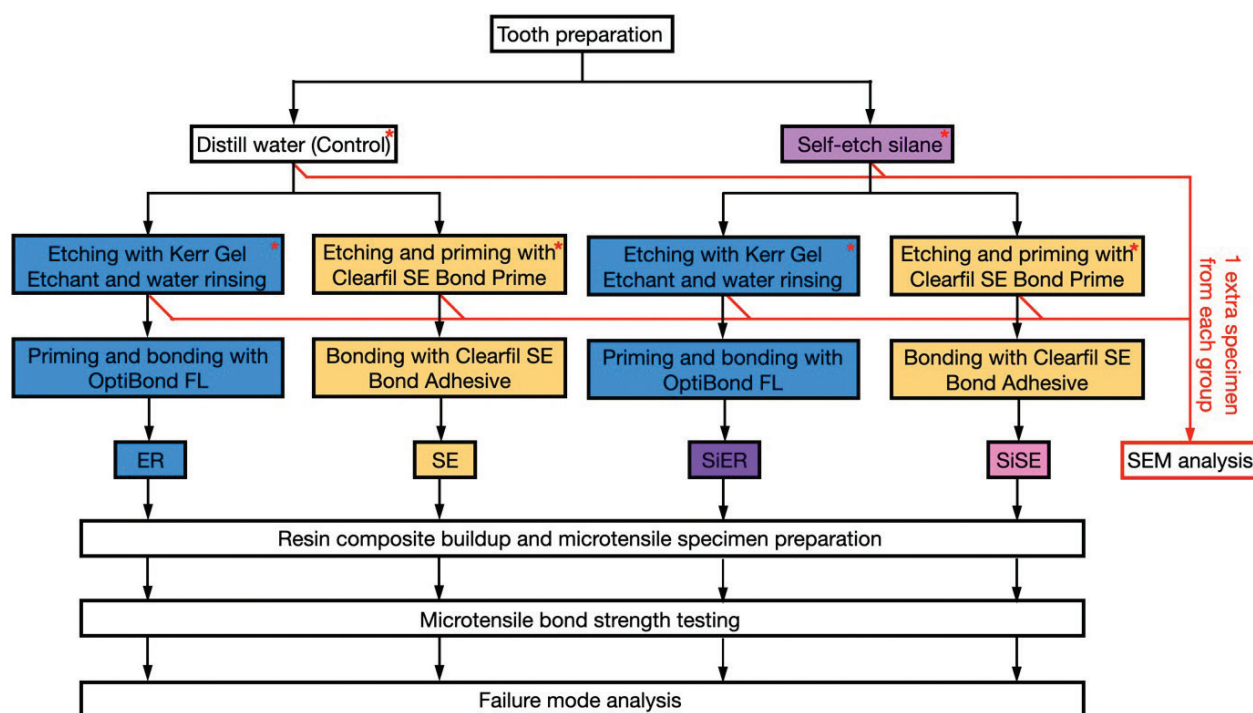 Tooth preparation
Distill water (Control)*
Self-etch silane*
Etching with Kerr Gel*
Etchant and water rinsing
Etching and priming with*
Clearfil SE Bond Prime
Etching with Kerr Gel*
Etchant and water rinsing
Etching and priming with*
Clearfil SE Bond Prime
1 extra specimen
from each group
Priming and bonding with
OptiBond FL
Bonding with Clearfil SE
Bond Adhesive
Priming and bonding with
OptiBond FL
Bonding with Clearfil SE
Bond Adhesive
ER
SE
SiER
SiSE
SEM analysis
Resin composite buildup and microtensile specimen preparation
Microtensile bond strength testing
Failure mode analysis